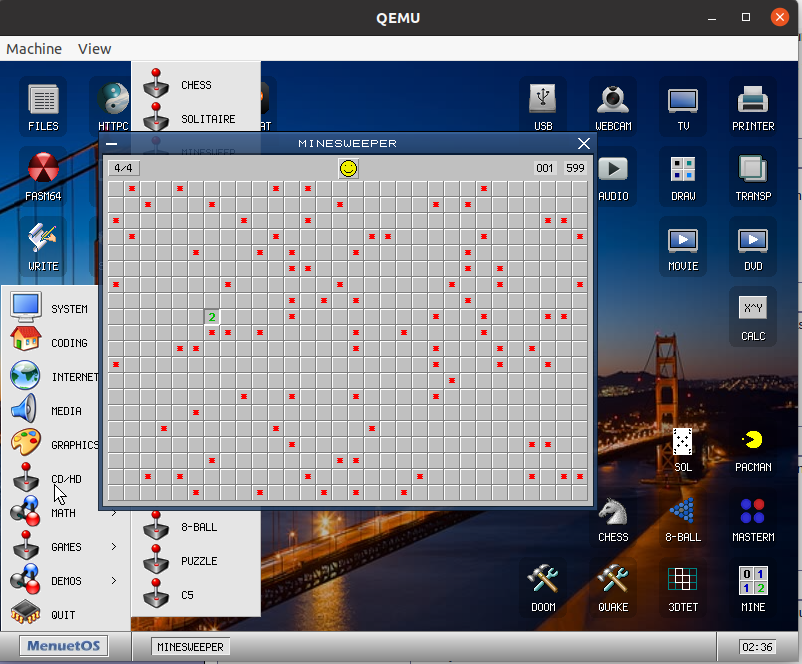 QEMU
Machine View
CHESS
SOLITAIRE
MINESWEEP
FILES
HTTPC
AT
USB
WEBCAM
TV
PRINTER
MINESWEEPER
4/4
001 599
FASM64
AUDIO
DRAW
TRANSP
WRITE
MOVIE
DVD
SYSTEM
2
X^Y
CODING
CALC
INTERNET
MEDIA
GRAPHICS
SOL
PACMAN
CD/HD
MATH >
8-BALL
CHESS
8-BALL
MASTERM
GAMES >
PUZZLE
DEMOS >
C5
0 1
1 2
QUIT
DOOM
QUAKE
3DTET
MINE
MenuetOS
MINESWEEPER
02:36